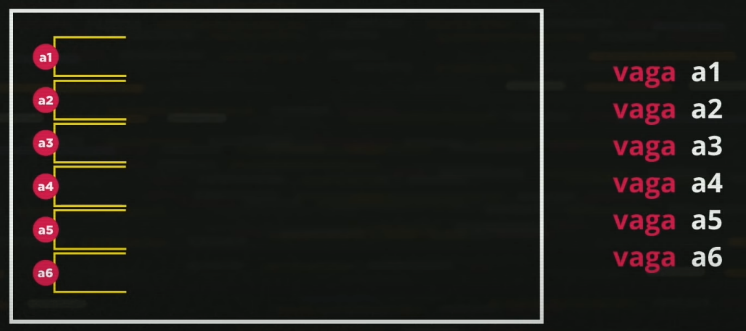 a1
a2
a3
a4
a5
a6
vaga a1
vaga a2
vaga a3
vaga a4
vaga a5
vaga a6